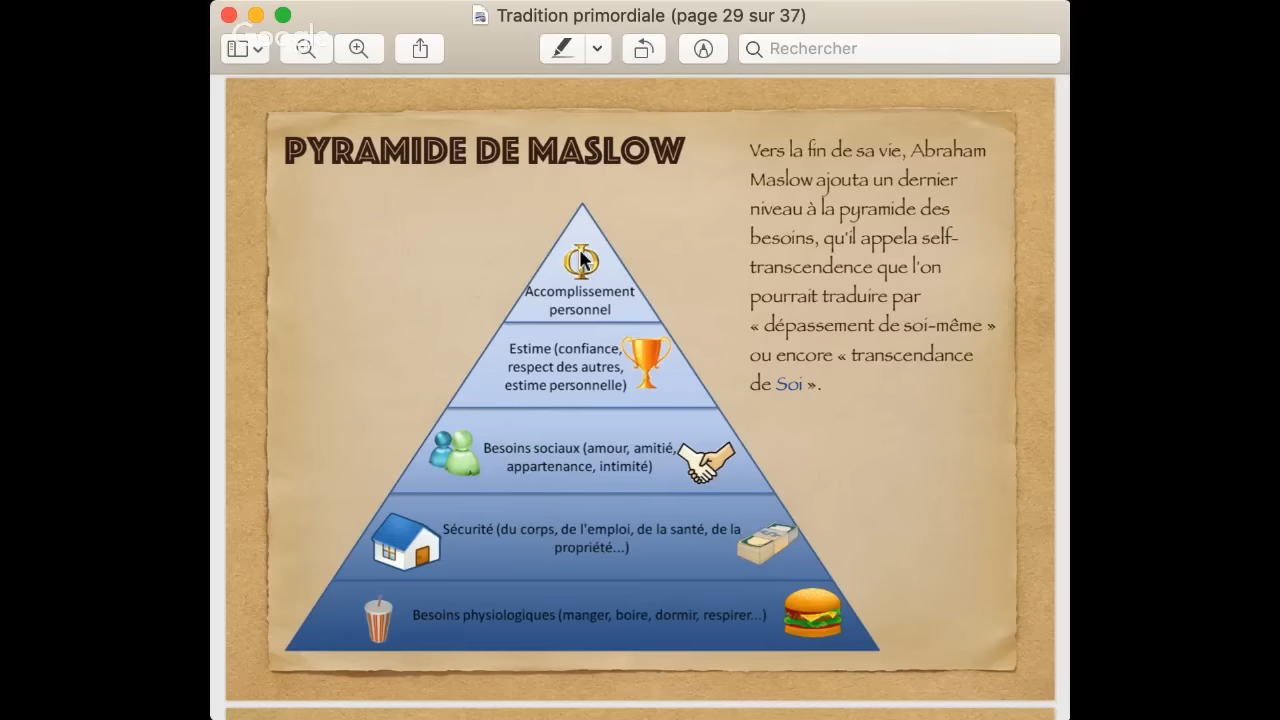 Tradition primordiale (page 29 sur 37)
Google
Rechercher
PYRAMIDE DE MASLOW
Accomplissement
personnel
Estime (confiance,
respect des autres,
estime personnelle)
Besoins sociaux (amour, amitié,
appartenance, intimité)
Sécurité (du corps, de l'emploi, de la santé, de la
propriété...)
Besoins physiologiques (manger, boire, dormir, respirer...)
Vers la fin de sa vie, Abraham
Maslow ajouta un dernier
niveau à la pyramide des
besoins, qu'il appela self-
transcendence que l'on
pourrait traduire par
« dépassement de soi-même »
ou encore « transcendance
de Soi ».